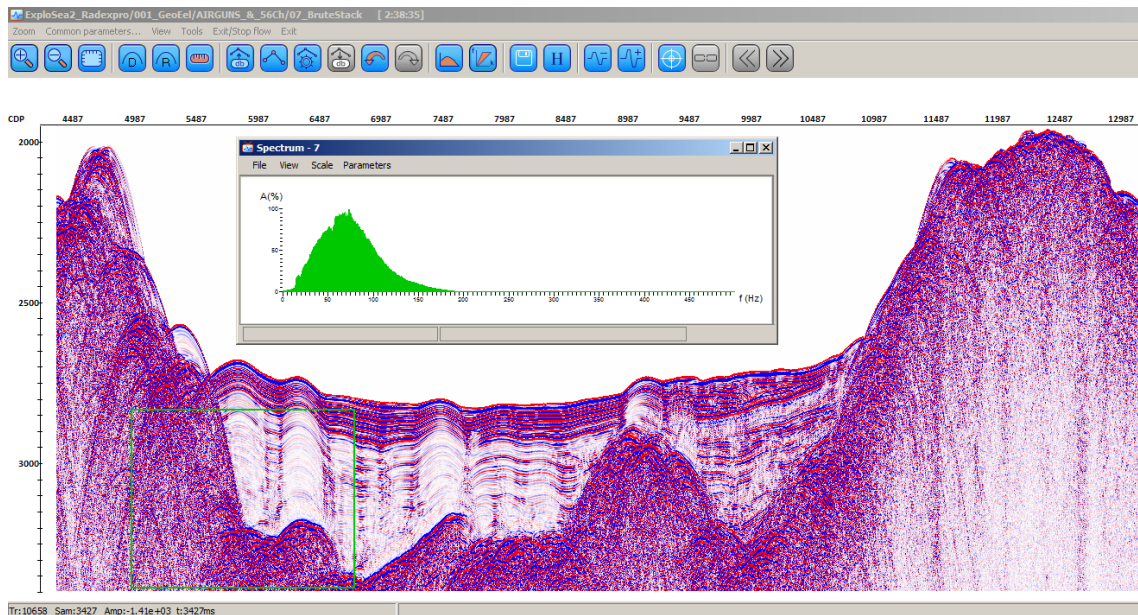 ExploSea2_Radexpro/001_GeoEel/AIRGUNS_&_56Ch/07_BruteStack [ 2:38:35]
Zoom Common parameters... View Tools Exit/Stop flow Exit
D R db db H
CDP 4487 4987 5487 5987 6487 6987 7487 7987 8487 8987 9487 9987 10487 10987 11487 11987 12487 12987
2000
Spectrum - 7
File View Scale Parameters
A(%)
100
50
0
0 50 100 150 200 250 300 350 400 450 f (Hz)
2500
3000
Tr:10658 Sam:3427 Amp:-1.41e+03 t:3427ms